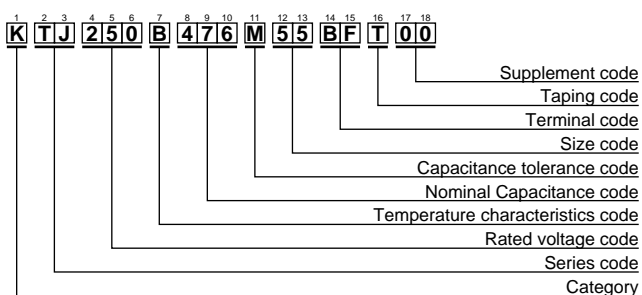 1 2 3 4 5 6 7 8 9 10 11 12 13 14 15 16 17 18
K T J 2 5 0 B 4 7 6 M 5 5 B F T 0 0
Supplement code
Taping code
Terminal code
Size code
Capacitance tolerance code
Nominal Capacitance code
Temperature characteristics code
Rated voltage code
Series code
Category